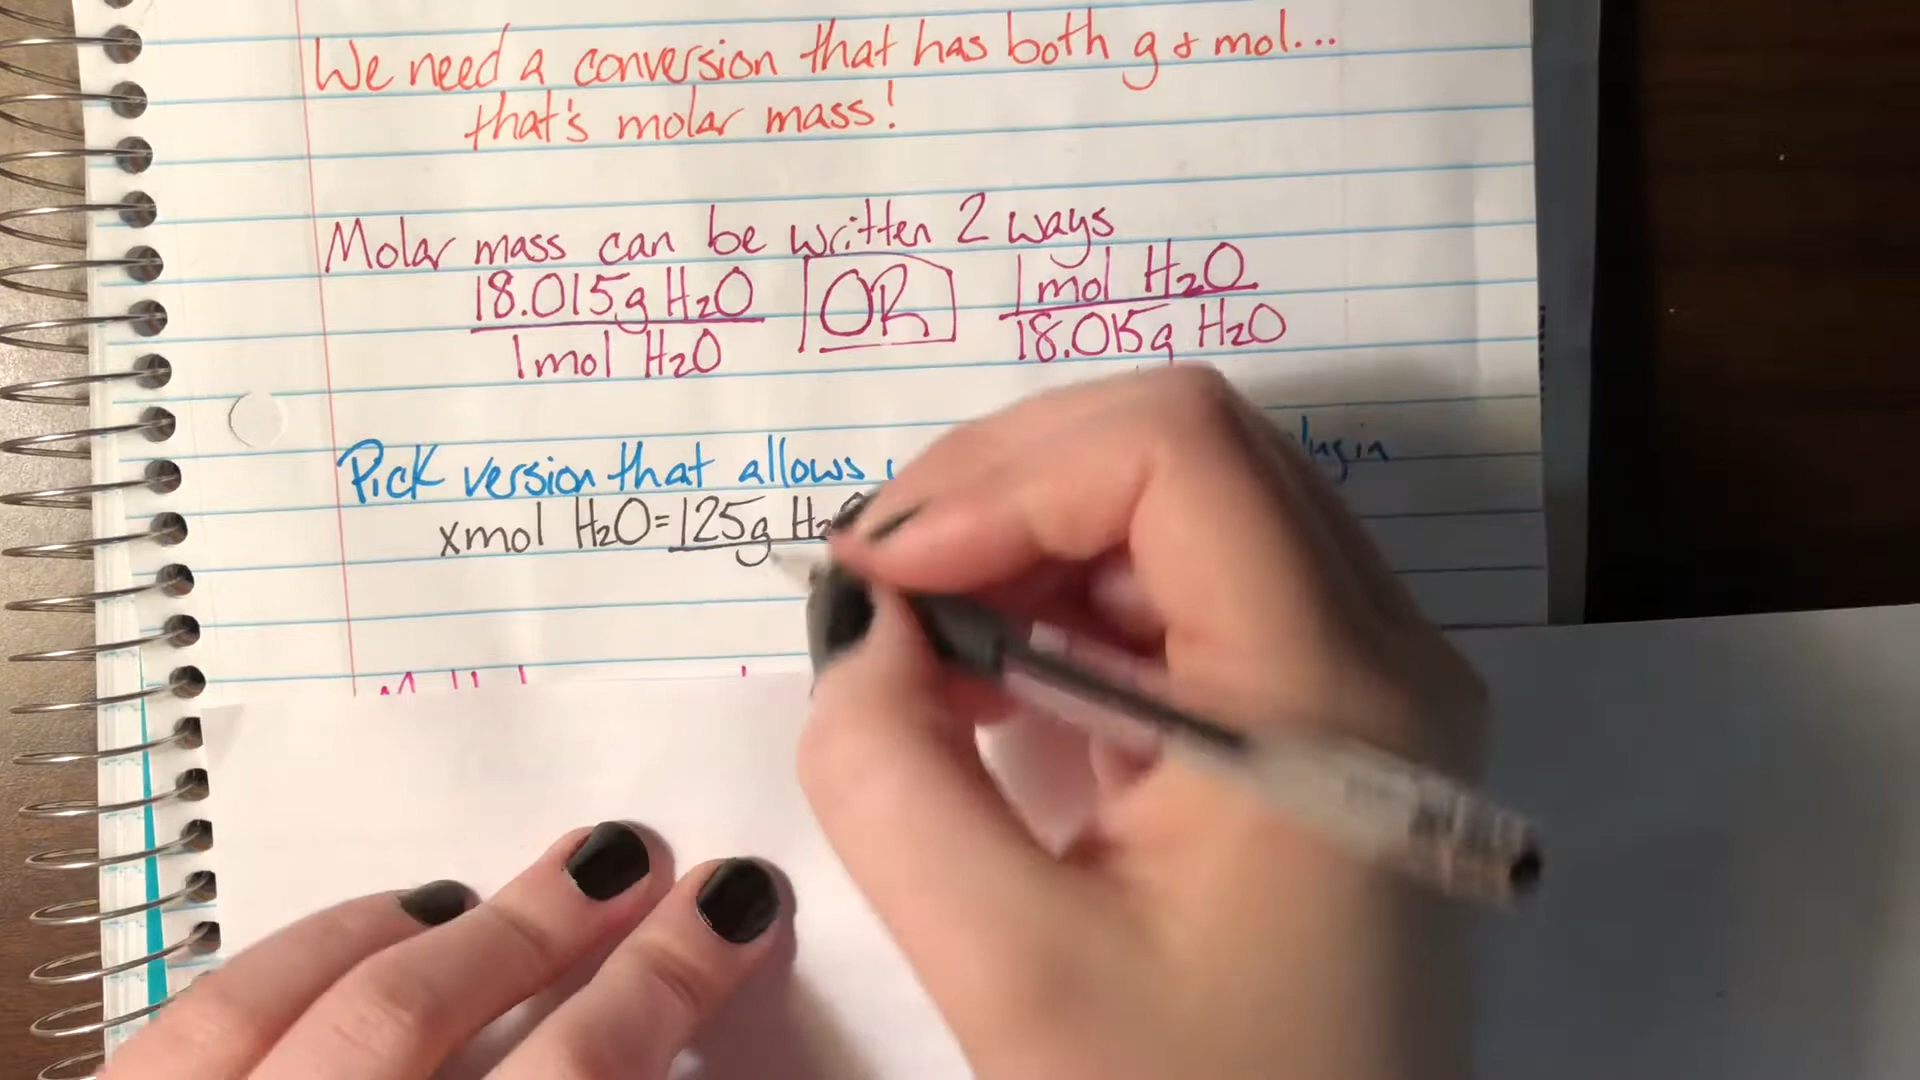 We need a conversion that has both g & mol...
that's molar mass!
Molar mass can be written 2 ways
18.015g H₂O OR 1mol H₂O
1mol H₂O 18.015g H₂O
Pick version that allows
xmol H₂O = 125g H₂O